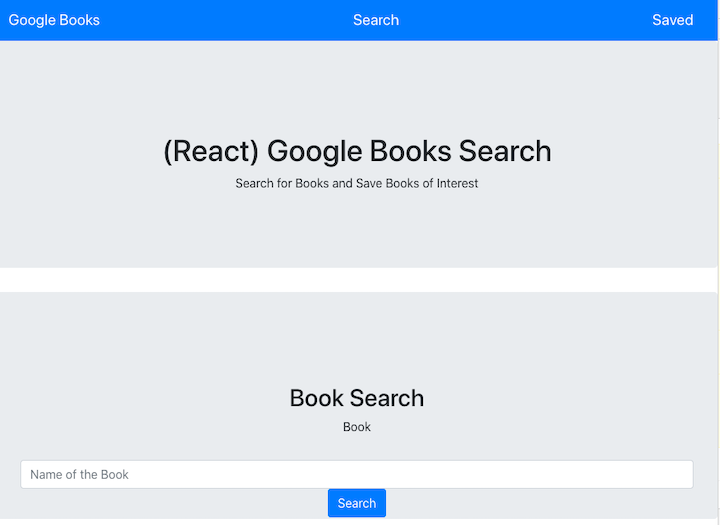 Google Books Search Saved
(React) Google Books Search
Search for Books and Save Books of Interest
Book Search
Book
Name of the Book
Search